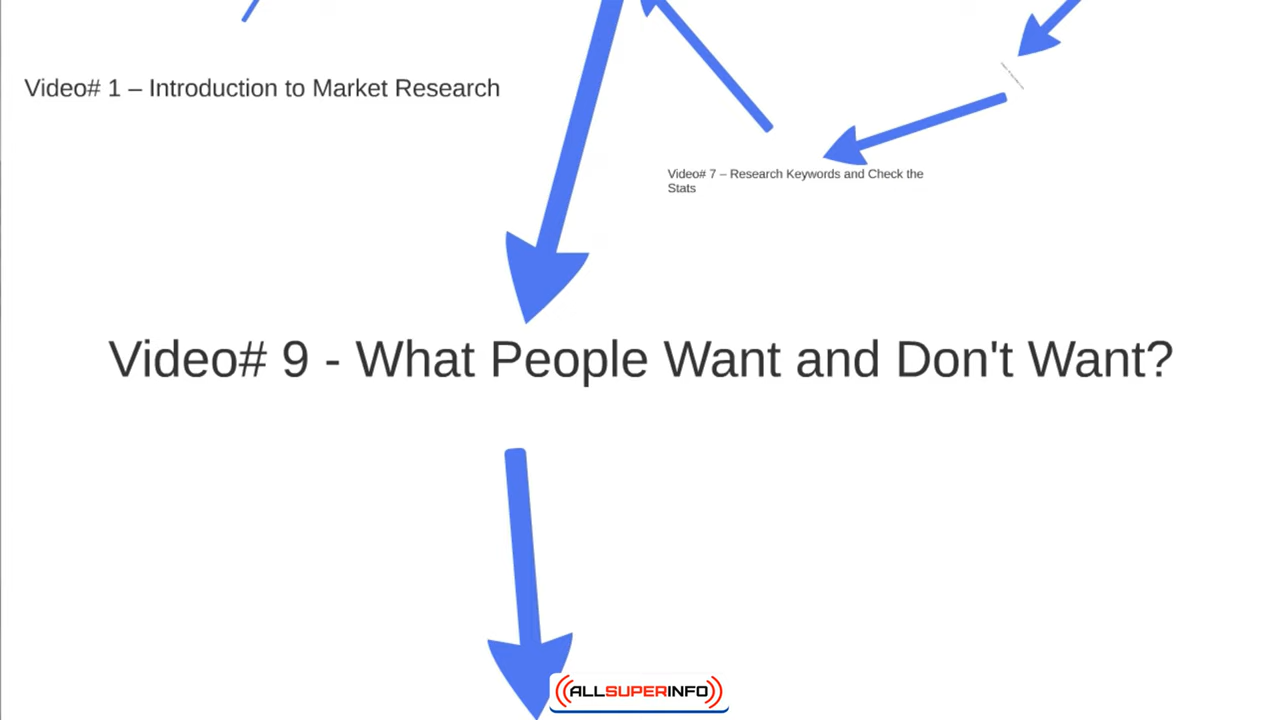 Video# 1 – Introduction to Market Research
Video# 7 – Research Keywords and Check the
Stats
Video# 9 - What People Want and Don't Want?
ALLSUPERINFO